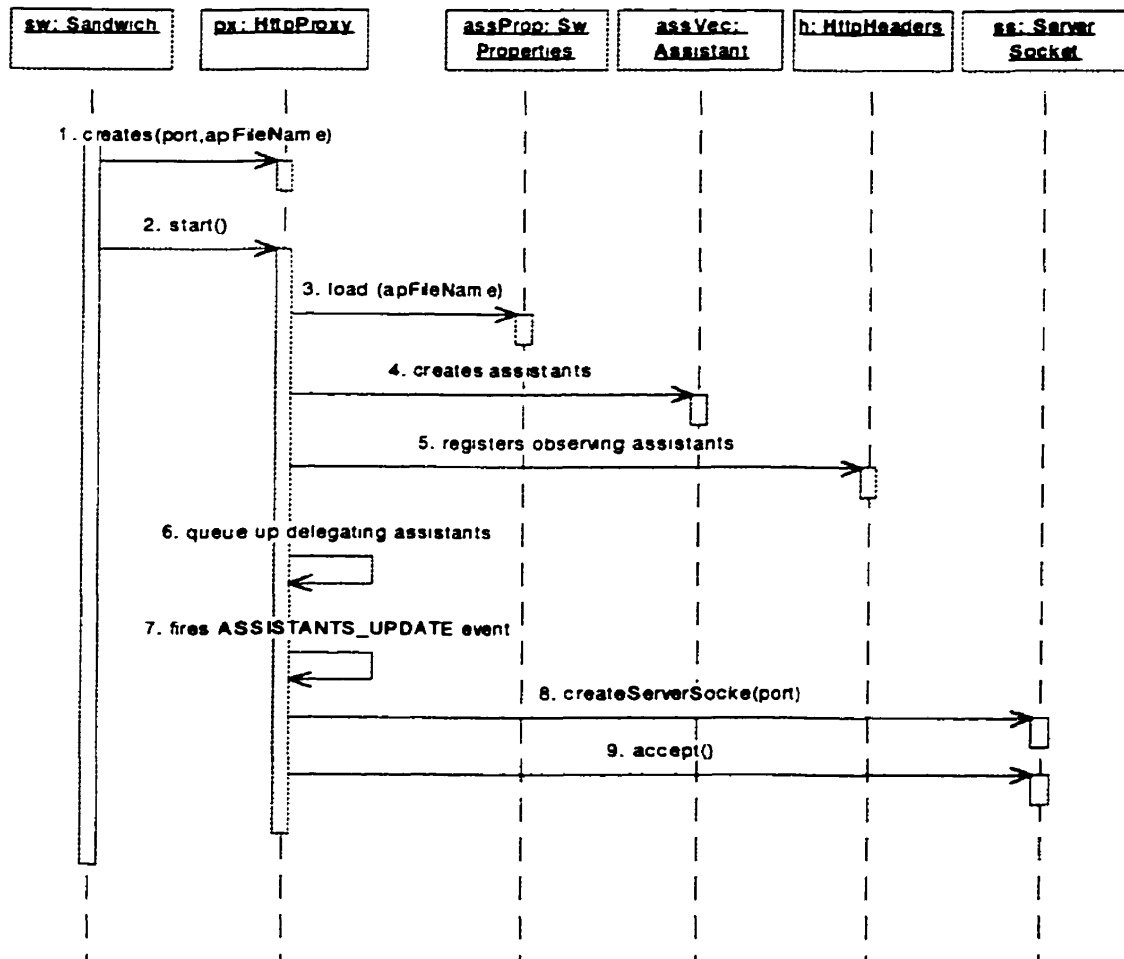 sw: Sandwich
px: HttpProxy
assProp: Sw
Properties
assVec:
Assistant
h: HttpHeaders
ss: Server
Socket
1. creates(port,apFileName)
2. start()
3. load (apFileName)
4. creates assistants
5. registers observing assistants
6. queue up delegating assistants
7. fires ASSISTANTS_UPDATE event
8. createServerSocke(port)
9. accept()